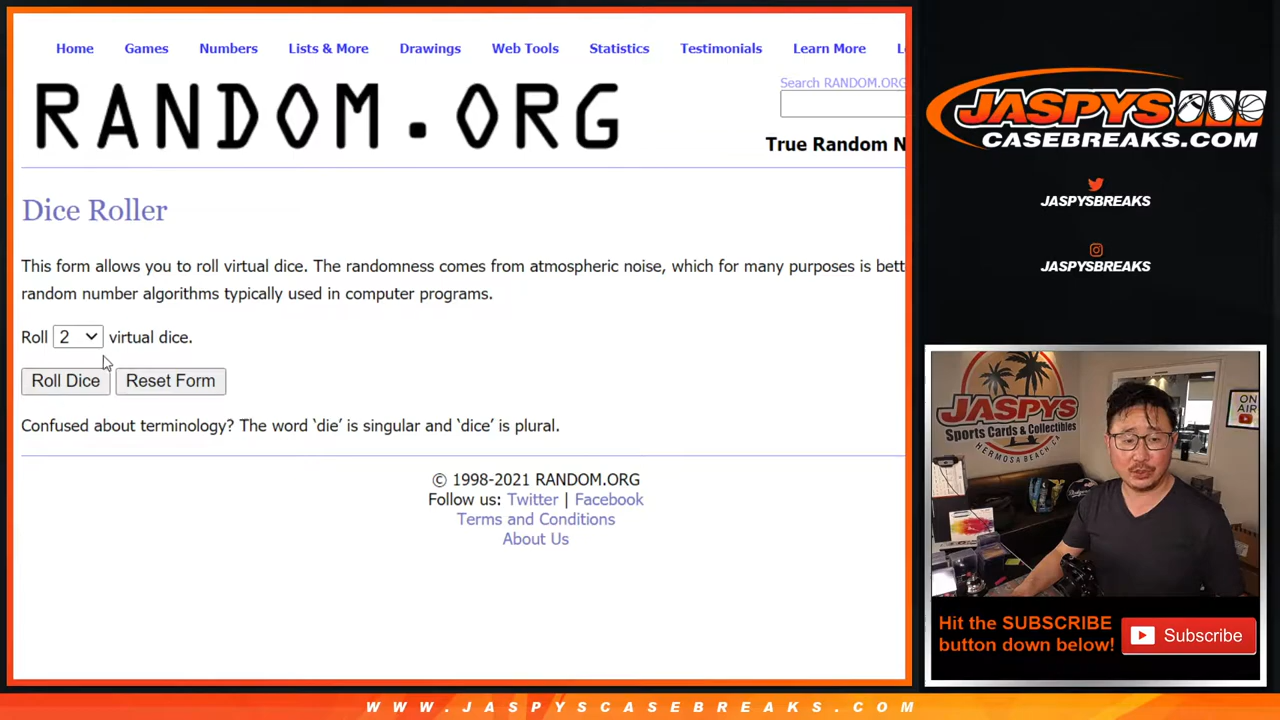 Home Games Numbers Lists & More Drawings Web Tools Statistics Testimonials Learn More
Search RANDOM.ORG
RANDOM.ORG
True Random N
Dice Roller
This form allows you to roll virtual dice. The randomness comes from atmospheric noise, which for many purposes is bett
random number algorithms typically used in computer programs.
Roll 2 virtual dice.
Roll Dice Reset Form
Confused about terminology? The word ‘die’ is singular and ‘dice’ is plural.
© 1998-2021 RANDOM.ORG
Follow us: Twitter | Facebook
Terms and Conditions
About Us
JASPYS
CASEBREAKS.COM
JASPYSBREAKS
JASPYSBREAKS
JASPYS
Sports Cards & Collectibles
HERMOSA BEACH, CA
ON
AIR
Hit the SUBSCRIBE
button down below!
Subscribe
WWW.JASPYSCASEBREAKS.COM